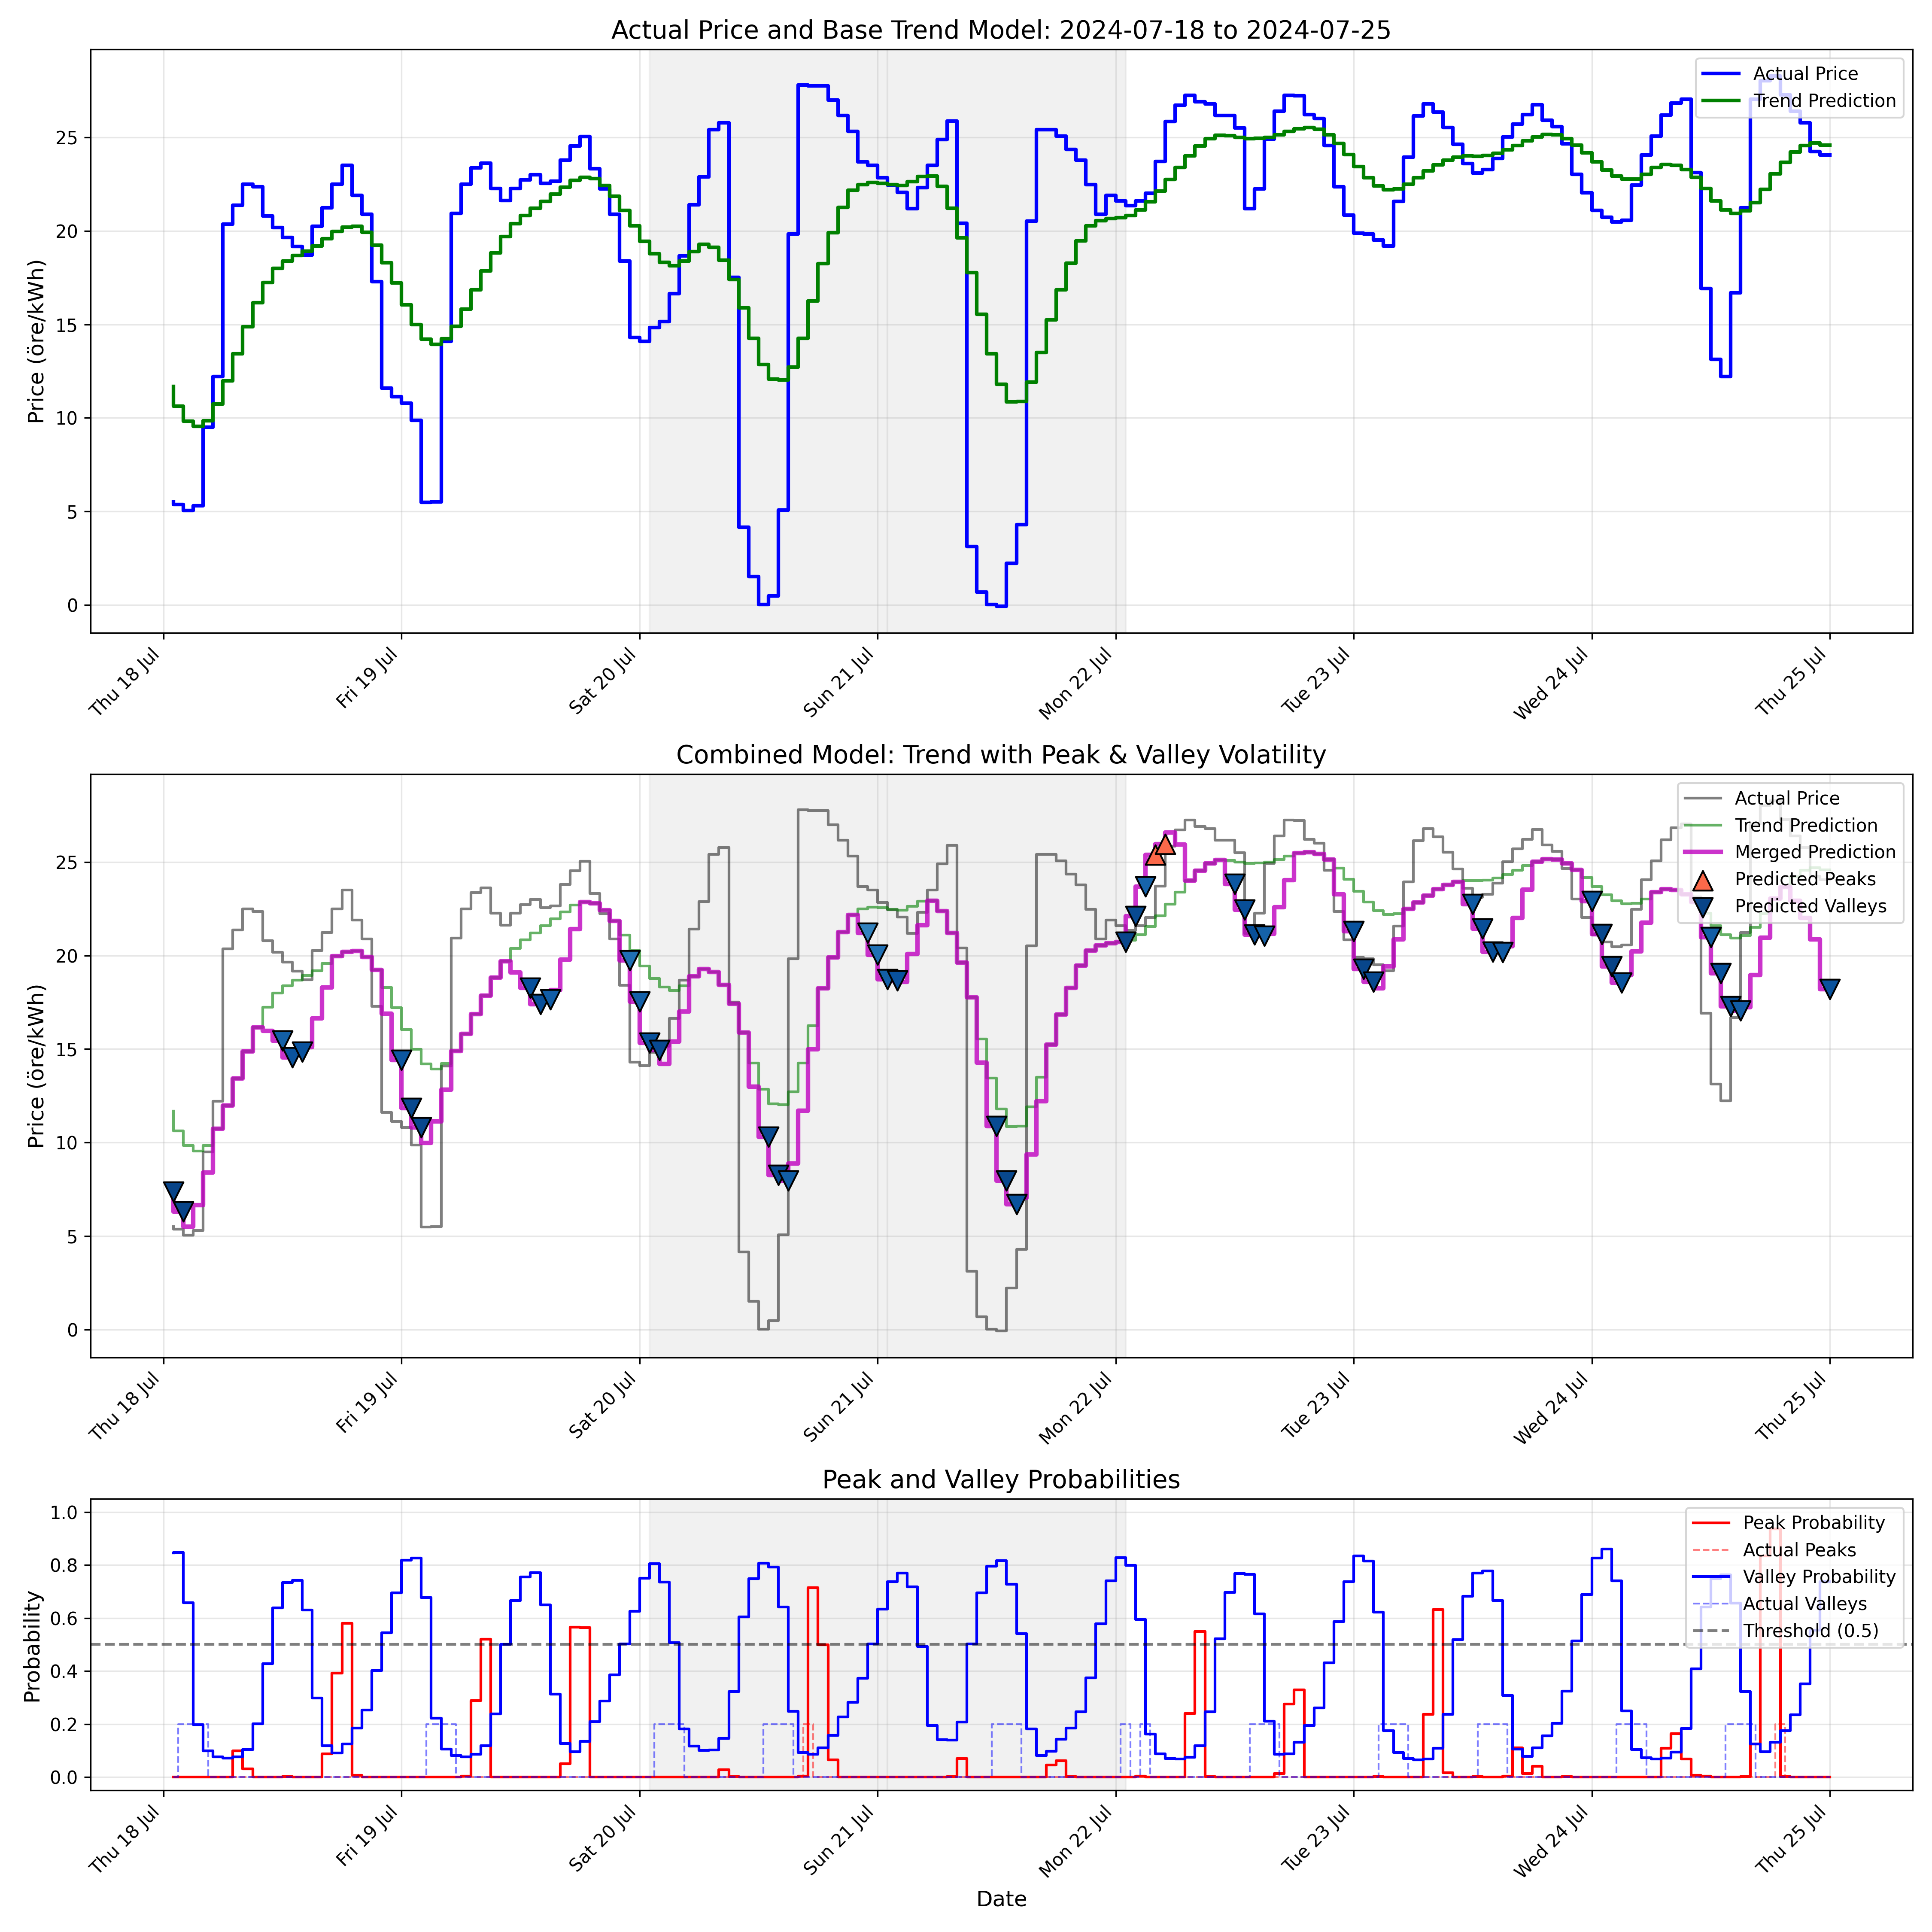 Actual Price and Base Trend Model: 2024-07-18 to 2024-07-25
Price (öre/kWh)
25
20
15
10
5
0
Actual Price
Trend Prediction
Thu 18 Jul
Fri 19 Jul
Sat 20 Jul
Sun 21 Jul
Mon 22 Jul
Tue 23 Jul
Wed 24 Jul
Thu 25 Jul
Combined Model: Trend with Peak & Valley Volatility
Price (öre/kWh)
25
20
15
10
5
0
Actual Price
Trend Prediction
Merged Prediction
Predicted Peaks
Predicted Valleys
Thu 18 Jul
Fri 19 Jul
Sat 20 Jul
Sun 21 Jul
Mon 22 Jul
Tue 23 Jul
Wed 24 Jul
Thu 25 Jul
Peak and Valley Probabilities
Probability
1.0
0.8
0.6
0.4
0.2
0.0
Peak Probability
Actual Peaks
Valley Probability
Actual Valleys
Threshold (0.5)
Thu 18 Jul
Fri 19 Jul
Sat 20 Jul
Sun 21 Jul
Mon 22 Jul
Tue 23 Jul
Wed 24 Jul
Thu 25 Jul
Date